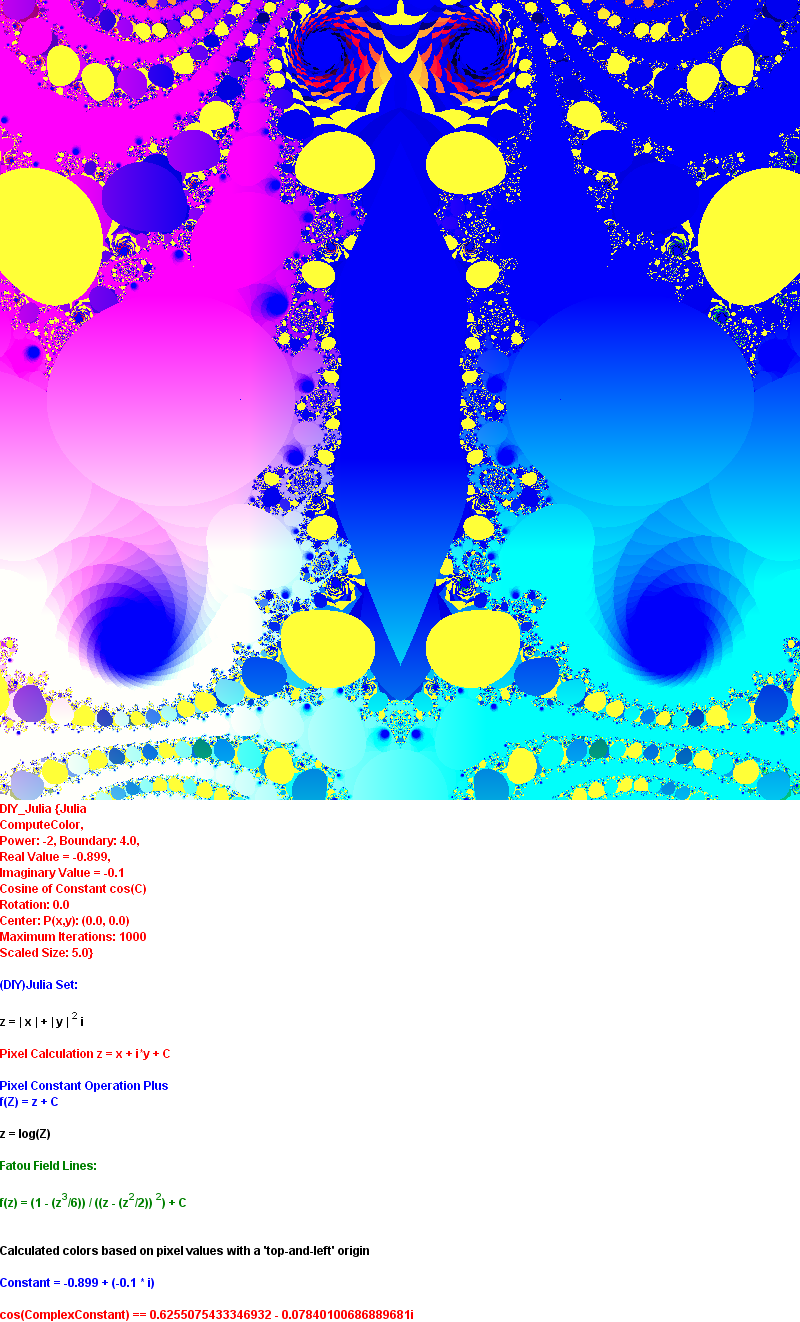 DIY_Julia {Julia
ComputeColor,
Power: -2, Boundary: 4.0,
Real Value = -0.899,
Imaginary Value = -0.1
Cosine of Constant cos(C)
Rotation: 0.0
Center: P(x,y): (0.0, 0.0)
Maximum Iterations: 1000
Scaled Size: 5.0}
(DIY)Julia Set:
z = | x | + | y | ² i
Pixel Calculation z = x + i*y + C
Pixel Constant Operation Plus
f(Z) = z + C
z = log(Z)
Fatou Field Lines:
f(z) = (1 - (z³/6)) / ((z - (z²/2)) ²) + C
Calculated colors based on pixel values with a 'top-and-left' origin
Constant = -0.899 + (-0.1 * i)
cos(ComplexConstant) == 0.6255075433346932 - 0.07840100686889681i